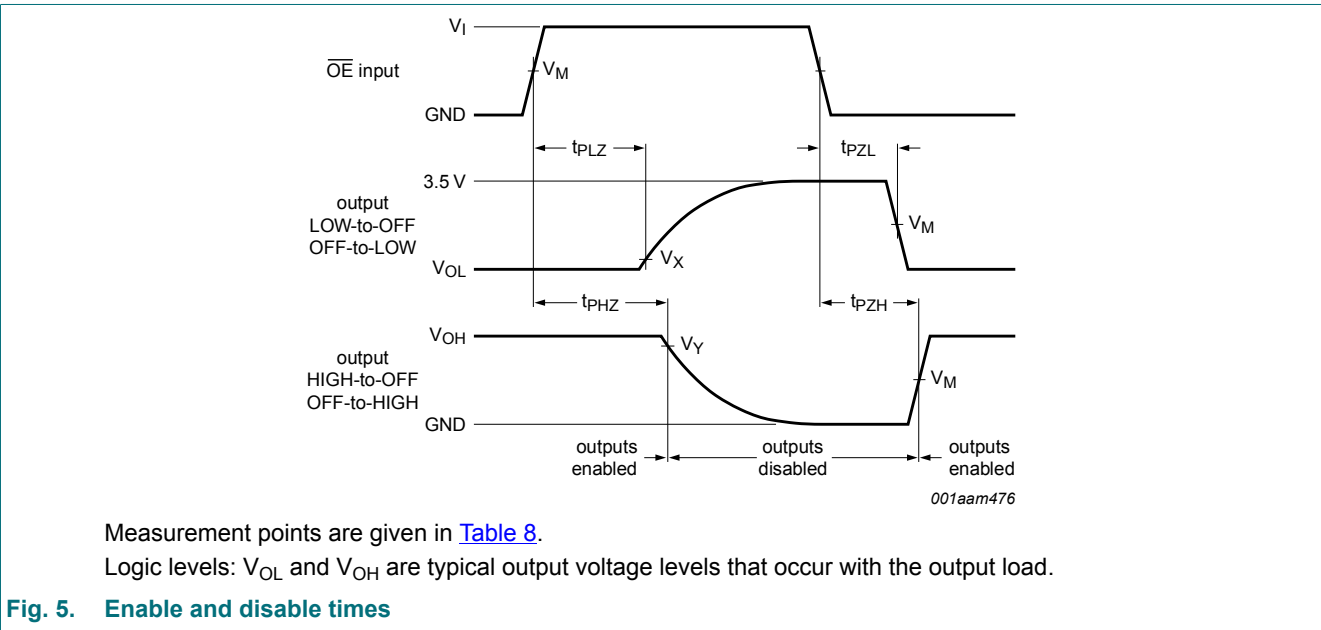 V_I
OE input
V_M
GND
t_PLZ
t_PZL
3.5 V
output
LOW-to-OFF
OFF-to-LOW
V_M
V_X
V_OL
t_PHZ
t_PZH
V_OH
V_Y
output
HIGH-to-OFF
OFF-to-HIGH
V_M
GND
outputs enabled
outputs disabled
outputs enabled
001aam476
Measurement points are given in Table 8.
Logic levels: V_OL and V_OH are typical output voltage levels that occur with the output load.
Fig. 5. Enable and disable times